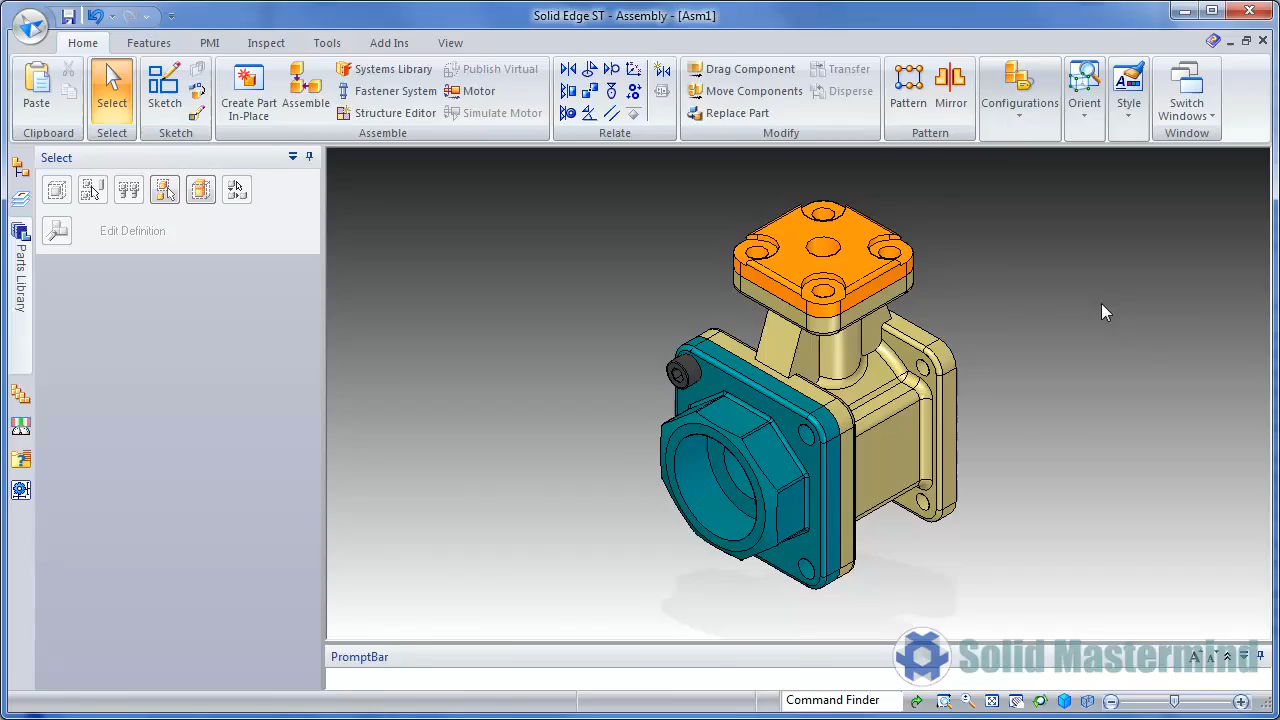 Solid Edge ST - Assembly - [Asm1]
Home Features PMI Inspect Tools Add Ins View
Paste
Clipboard
Select
Select
Sketch
Sketch
Create Part In-Place
Assemble
Systems Library
Fastener Syst
Structure Editor
Publish Virtual
Motor
Simulate Motor
Assemble
Relate
Drag Component
Move Components
Replace Part
Transfer
Disperse
Modify
Pattern
Mirror
Pattern
Configurations
Orient
Style
Switch Windows
Window
Select
Edit Definition
Parts Library
PromptBar
Solid Mastermind
Command Finder